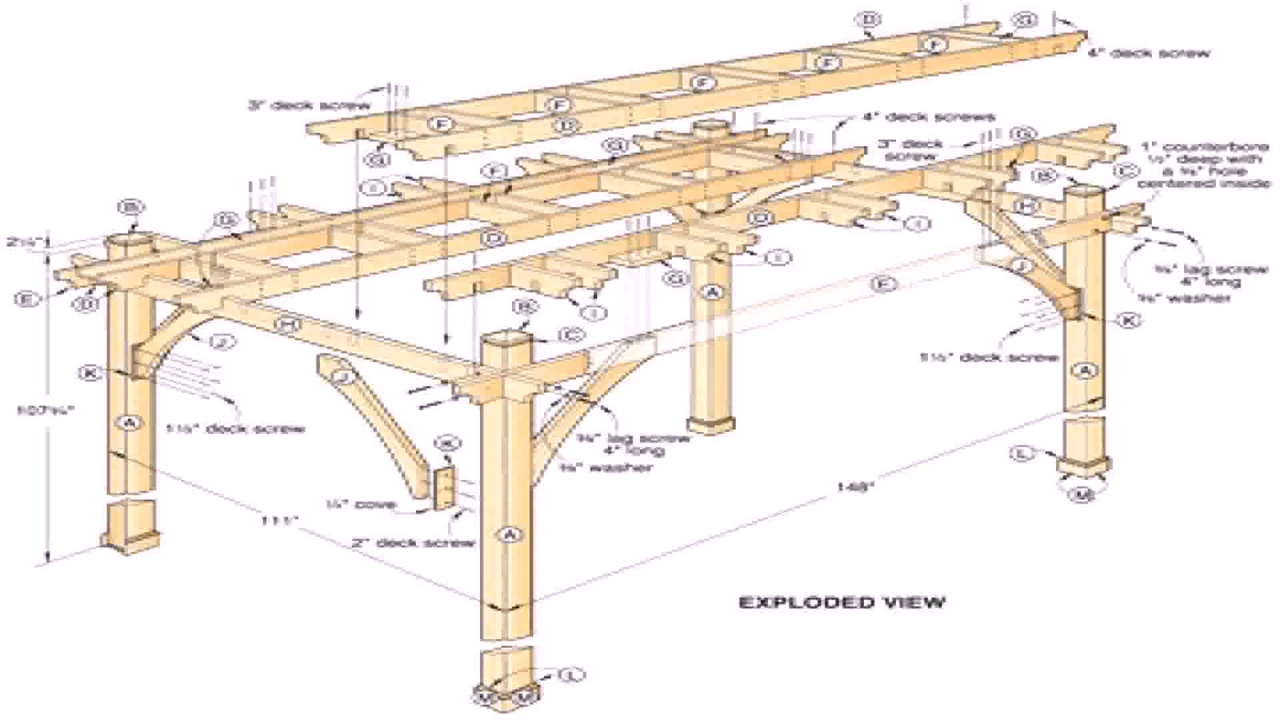 D
G
4" deck screw
F
F
3" deck screw
F
F
F
D
4" deck screws
G
G
3" deck
screw
G
1" counterbore
½" deep with
a ⅜" hole
centered inside
B
C
F
I
H
B
G
D
I
2¼"
D
I
G
⅜" lag screw
4" long
⅜" washer
J
E
A
E
D
I
B
C
K
H
J
1½" deck screw
K
J
A
A
1½" deck screw
⅜" lag screw
4" long
⅜" washer
K
L
M
148"
½" cove
111"
2" deck screw
A
EXPLODED VIEW
L
M
M